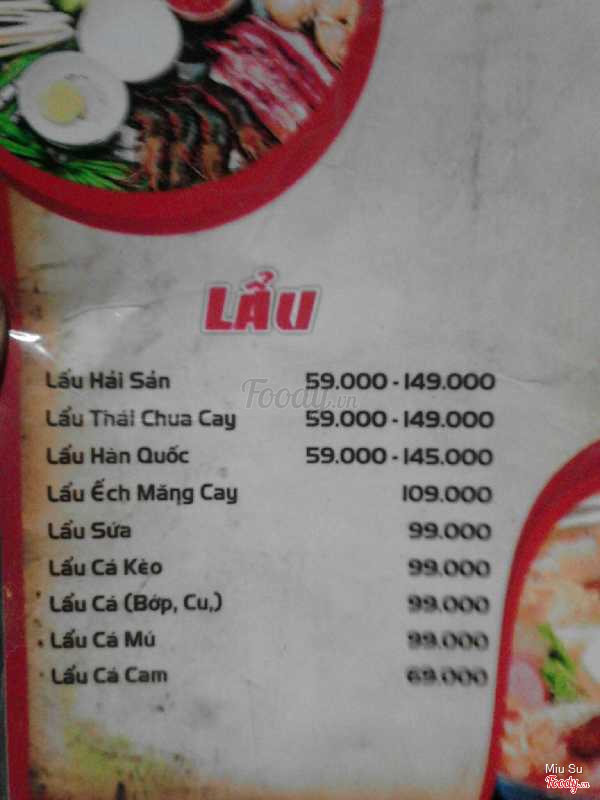 LẨU
Lẩu Hải Sản 59.000 - 149.000
Lẩu Thái Chua Cay 59.000 - 149.000
Lẩu Hàn Quốc 59.000 - 145.000
Lẩu Ếch Măng Cay 109.000
Lẩu Sứa 99.000
Lẩu Cá Kèo 99.000
Lẩu Cá (Bớp, Cu,) 99.000
Lẩu Cá Mú 99.000
Lẩu Cá Cam 69.000
Foody.vn
Miu Su
Foody.vn